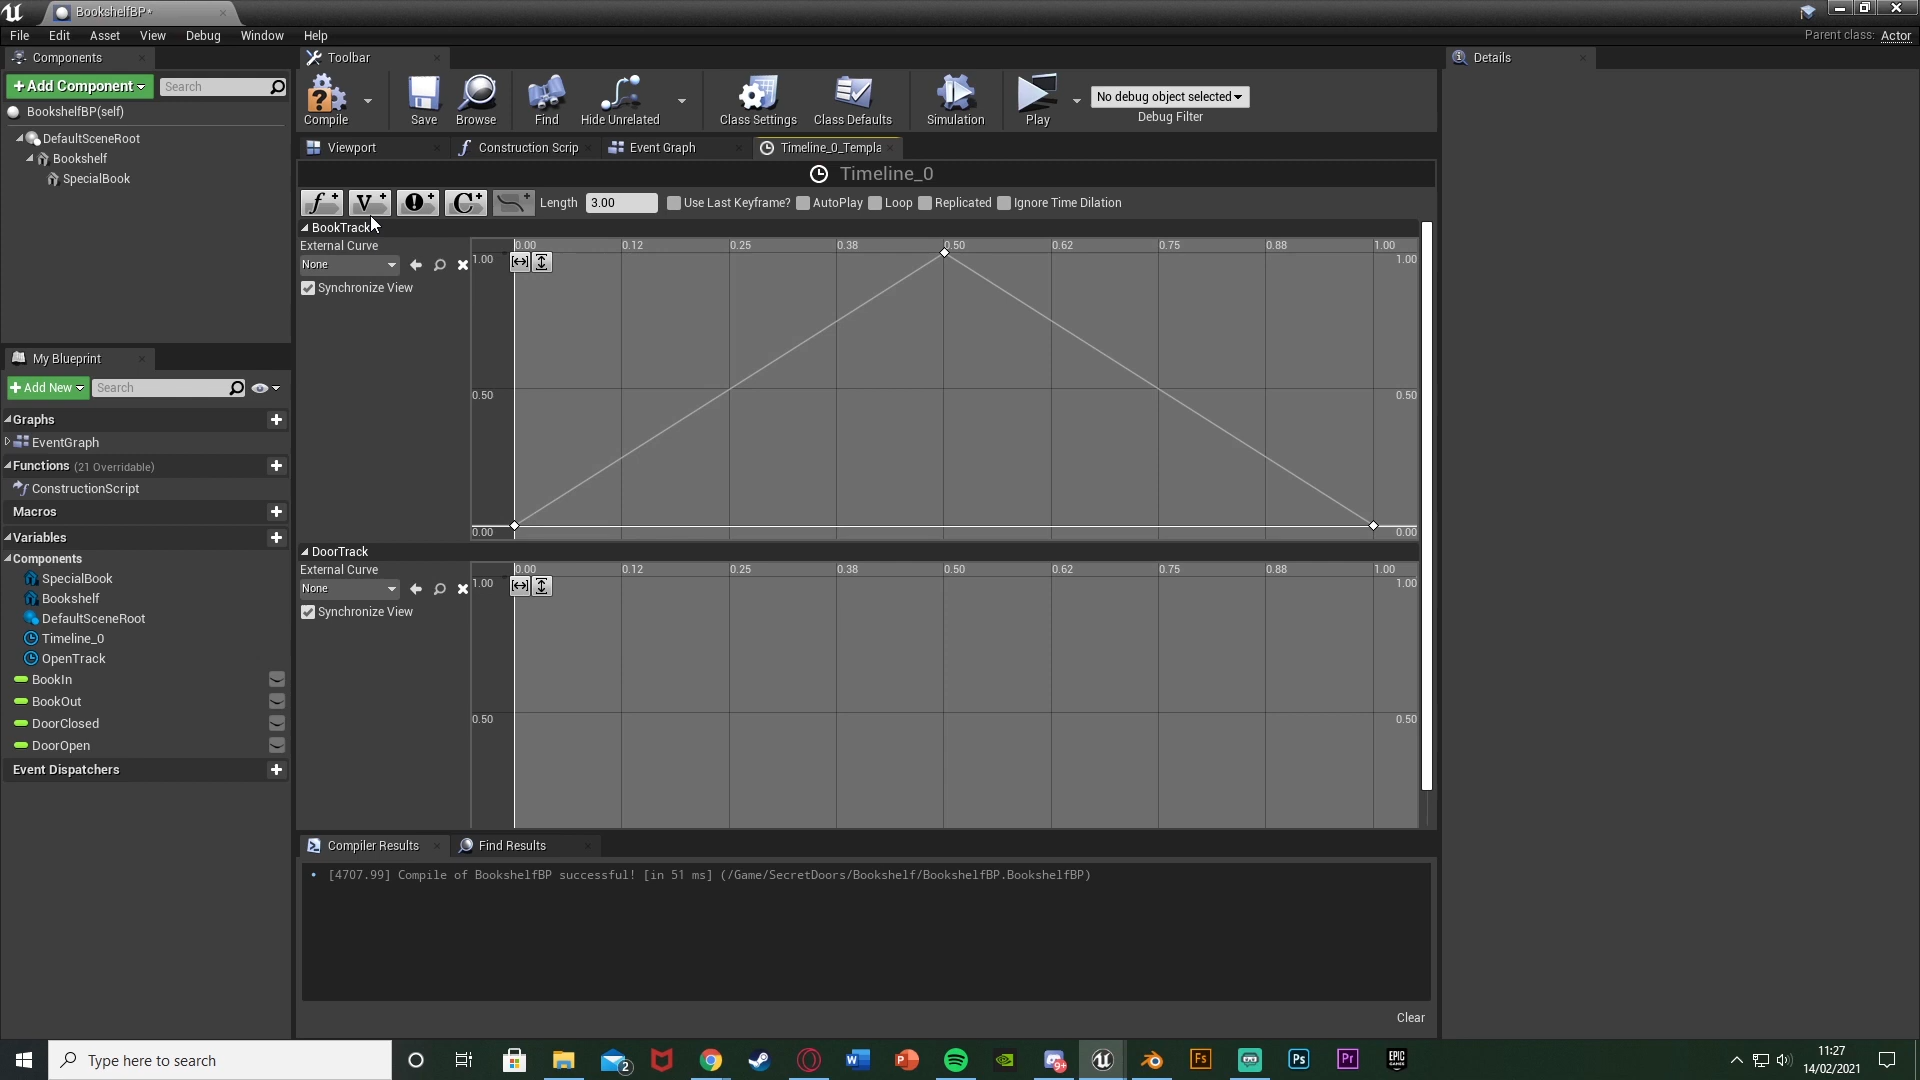 BookshelfBP*
File Edit Asset View Debug Window Help
Parent class: Actor
Components
Toolbar
Details
+Add Component
Search
BookshelfBP(self)
DefaultSceneRoot
Bookshelf
SpecialBook
Compile
Save
Browse
Find
Hide Unrelated
Class Settings
Class Defaults
Simulation
Play
No debug object selected
Debug Filter
Viewport
Construction Scrip
Event Graph
Timeline_0_Templa
Timeline_0
Length 3.00 Use Last Keyframe? AutoPlay Loop Replicated Ignore Time Dilation
BookTrack
External Curve
None
Synchronize View
0.00 0.12 0.25 0.38 0.50 0.62 0.75 0.88 1.00
1.00 1.00
0.50 0.50
0.00 0.00
DoorTrack
External Curve
None
Synchronize View
0.00 0.12 0.25 0.38 0.50 0.62 0.75 0.88 1.00
1.00 1.00
0.50 0.50
My Blueprint
+Add New
Search
Graphs
EventGraph
Functions (21 Overridable)
ConstructionScript
Macros
Variables
Components
SpecialBook
Bookshelf
DefaultSceneRoot
Timeline_0
OpenTrack
BookIn
BookOut
DoorClosed
DoorOpen
Event Dispatchers
Compiler Results
Find Results
[4707.99] Compile of BookshelfBP successful! [in 51 ms] (/Game/SecretDoors/Bookshelf/BookshelfBP.BookshelfBP)
Clear
Type here to search
11:27
14/02/2021